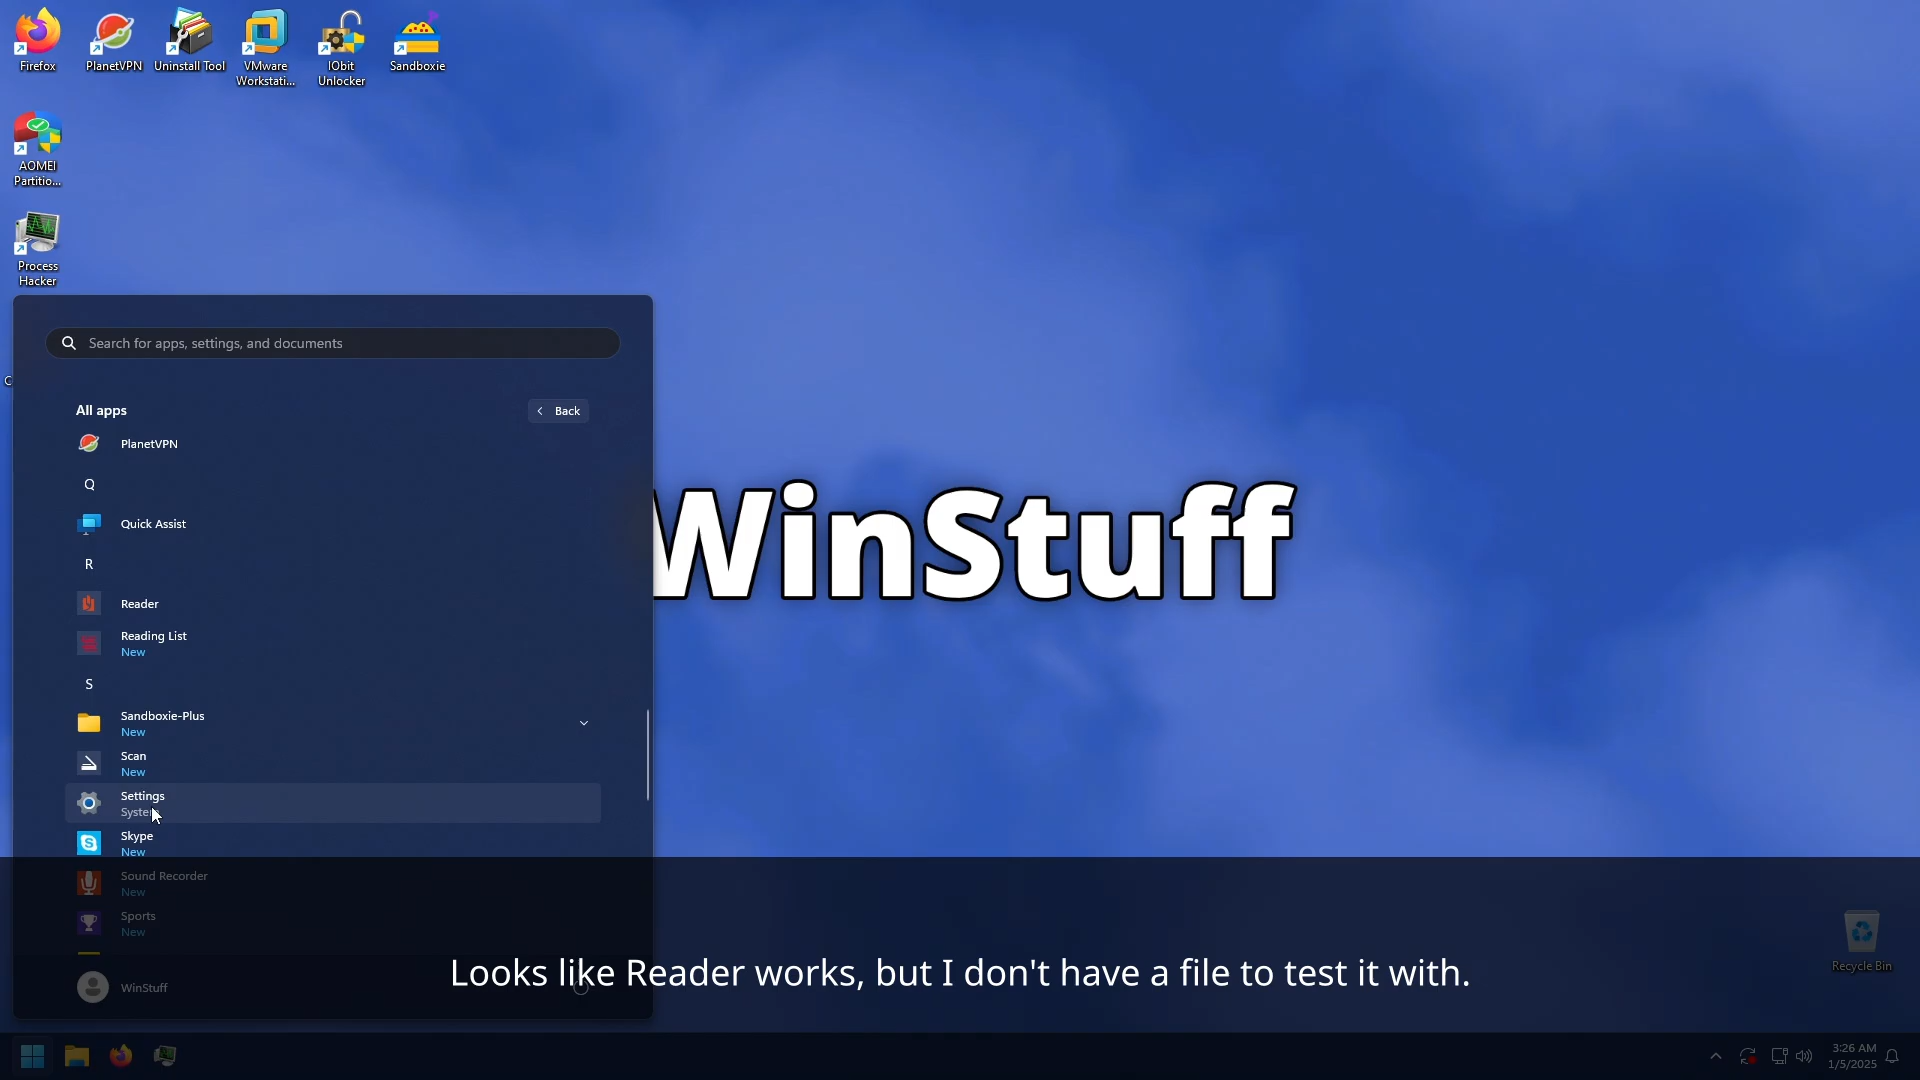 Firefox
PlanetVPN
Uninstall Tool
VMware
Workstati...
IObit
Unlocker
Sandboxie
AOMEI
Partitio...
Process
Hacker
C
Search for apps, settings, and documents
All apps
Back
PlanetVPN
Q
Quick Assist
R
Reader
Reading List
New
S
Sandboxie-Plus
New
Scan
New
Settings
System
Skype
New
Sound Recorder
New
Sports
New
WinStuff
WinStuff
Looks like Reader works, but I don't have a file to test it with.
Recycle Bin
3:26 AM
1/5/2025